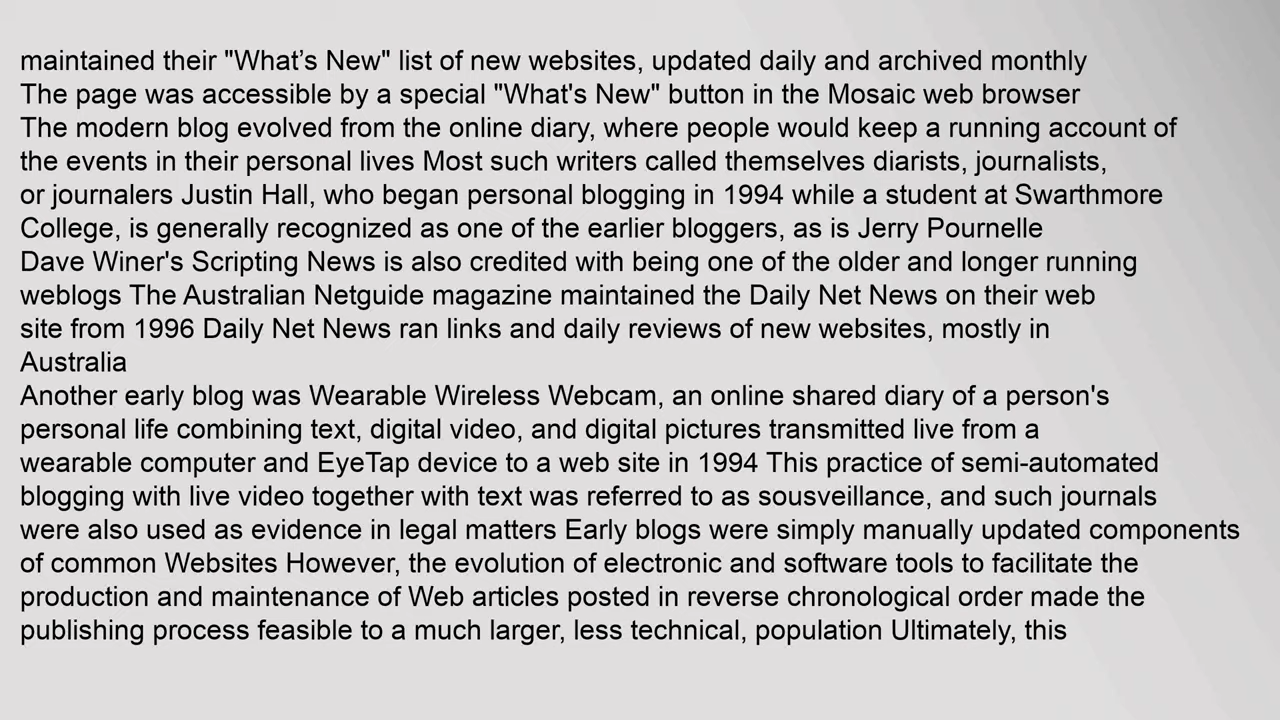 maintained their "What’s New" list of new websites, updated daily and archived monthly
The page was accessible by a special "What's New" button in the Mosaic web browser
The modern blog evolved from the online diary, where people would keep a running account of
the events in their personal lives Most such writers called themselves diarists, journalists,
or journalers Justin Hall, who began personal blogging in 1994 while a student at Swarthmore
College, is generally recognized as one of the earlier bloggers, as is Jerry Pournelle
Dave Winer's Scripting News is also credited with being one of the older and longer running
weblogs The Australian Netguide magazine maintained the Daily Net News on their web
site from 1996 Daily Net News ran links and daily reviews of new websites, mostly in
Australia
Another early blog was Wearable Wireless Webcam, an online shared diary of a person's
personal life combining text, digital video, and digital pictures transmitted live from a
wearable computer and EyeTap device to a web site in 1994 This practice of semi-automated
blogging with live video together with text was referred to as sousveillance, and such journals
were also used as evidence in legal matters Early blogs were simply manually updated components
of common Websites However, the evolution of electronic and software tools to facilitate the
production and maintenance of Web articles posted in reverse chronological order made the
publishing process feasible to a much larger, less technical, population Ultimately, this